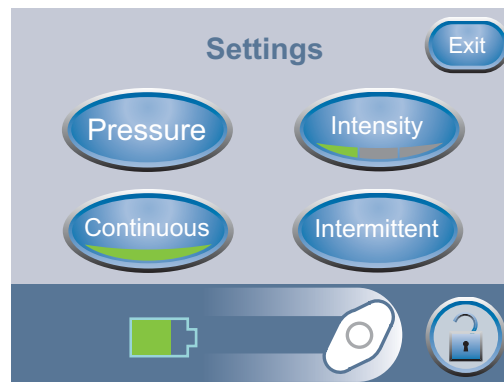 Settings
Exit
Pressure
Intensity
Continuous
Intermittent